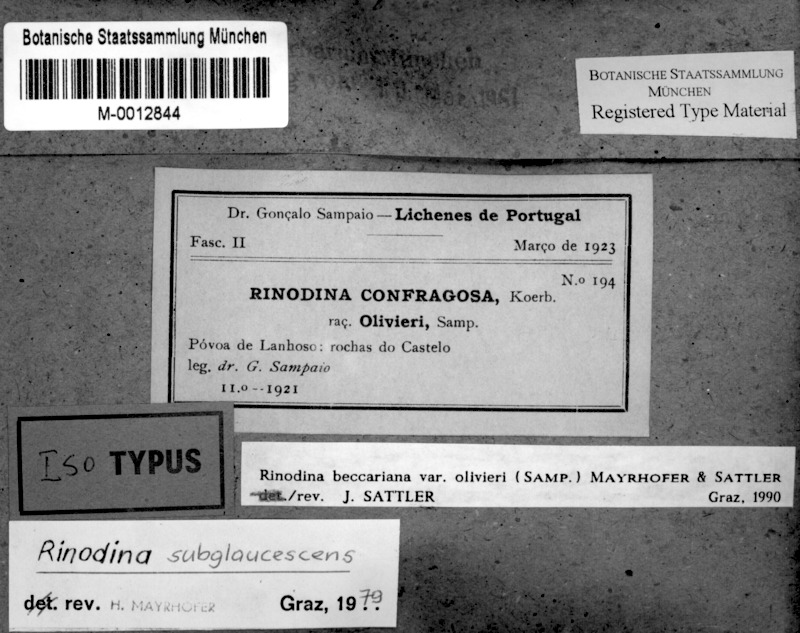 Botanische Staatssammlung München
M-0012844
BOTANISCHE STAATSSAMMLUNG
MÜNCHEN
Registered Type Material
Dr. Gonçalo Sampaio — Lichenes de Portugal
Fasc. II Março de 1923
N.o 194
RINODINA CONFRAGOSA, Koerb.
raç. Olivieri, Samp.
Póvoa de Lanhoso: rochas do Castelo
leg. dr. G. Sampaio
11.o--1921
Iso TYPUS
Rinodina beccariana var. olivieri (SAMP.) MAYRHOFER & SATTLER
det./rev. J. SATTLER Graz, 1990
Rinodina subglaucescens
det. rev. H. MAYRHOFER Graz, 1979.